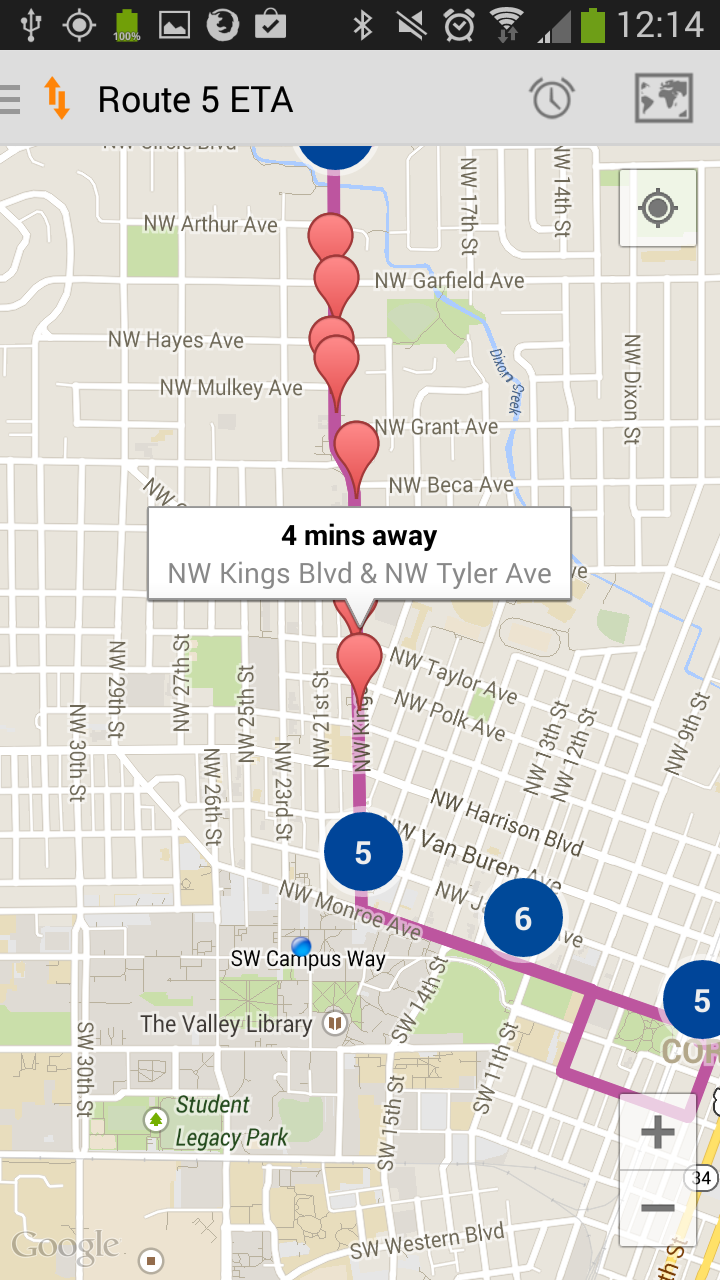 100%
12:14
Route 5 ETA
NW Circle Blvd
NW Arthur Ave
NW 17th St
NW 14th St
NW Garfield Ave
NW Hayes Ave
NW Mulkey Ave
Dixon Creek
NW Dixon St
NW Grant Ave
NW Beca Ave
4 mins away
NW Kings Blvd & NW Tyler Ave
NW Taylor Ave
NW Polk Ave
NW 29th St
NW 27th St
NW 25th St
NW 21st St
NW 30th St
NW 26th St
NW 23rd St
NW 13th St
NW 12th St
NW 9th St
NW Harrison Blvd
5
NW Van Buren Ave
NW Monroe Ave
6
SW Campus Way
5
SW 14th St
The Valley Library
SW 11th St
SW 30th St
Student
Legacy Park
SW 15th St
+
34
−
SW Western Blvd
Google